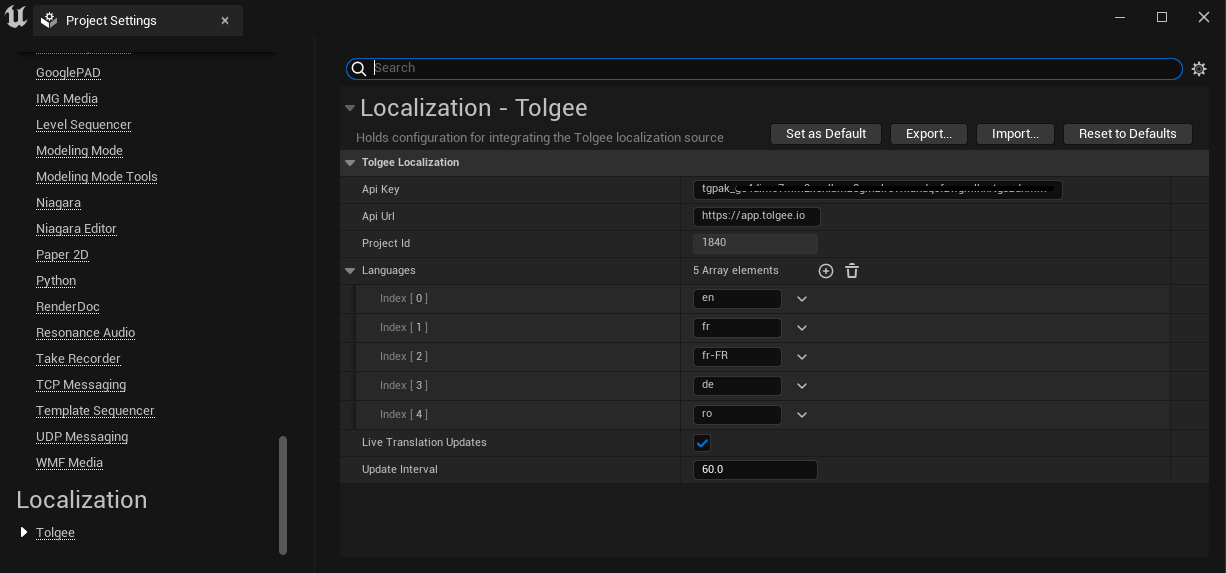 Project Settings
GooglePAD
IMG Media
Level Sequencer
Modeling Mode
Modeling Mode Tools
Niagara
Niagara Editor
Paper 2D
Python
RenderDoc
Resonance Audio
Take Recorder
TCP Messaging
Template Sequencer
UDP Messaging
WMF Media
Localization
Tolgee
Search
Localization - Tolgee
Holds configuration for integrating the Tolgee localization source
Set as Default
Export...
Import...
Reset to Defaults
Tolgee Localization
Api Key
tgpak_
Api Url
https://app.tolgee.io
Project Id
1840
Languages
5 Array elements
Index [ 0 ]
en
Index [ 1 ]
fr
Index [ 2 ]
fr-FR
Index [ 3 ]
de
Index [ 4 ]
ro
Live Translation Updates
Update Interval
60.0